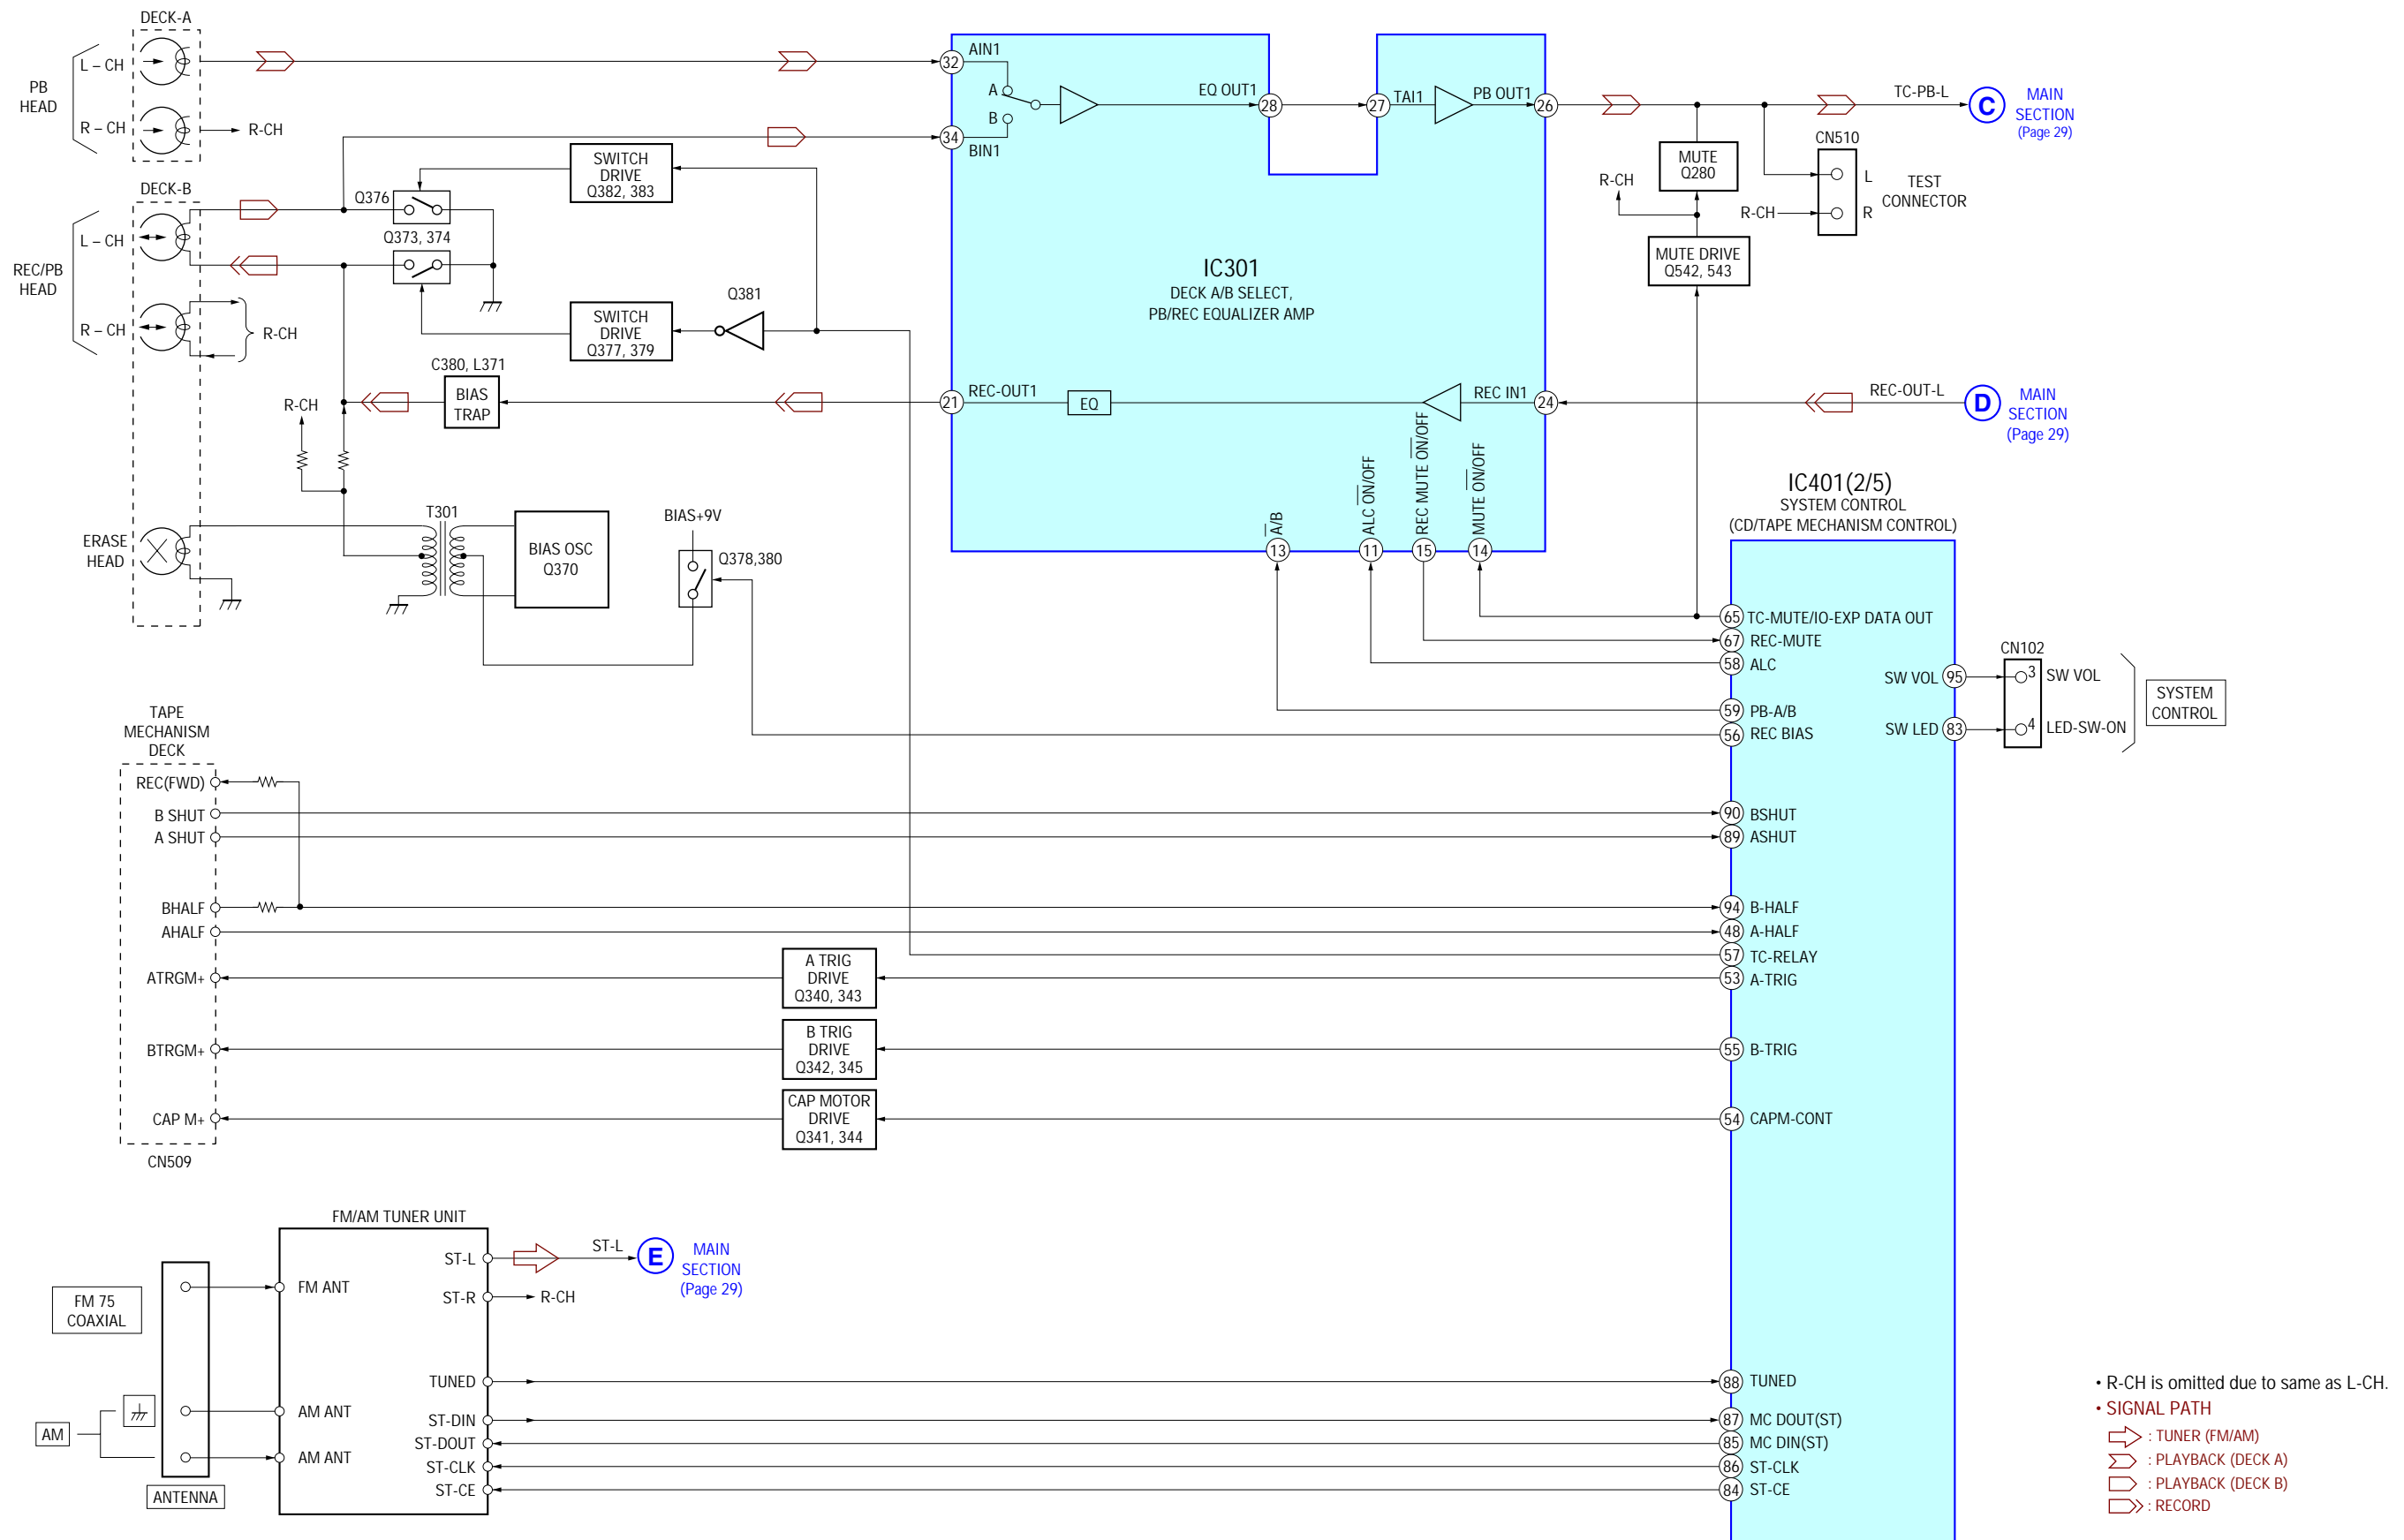 DECK-A
PB
HEAD
L – CH
R – CH
R-CH
DECK-B
REC/PB
HEAD
L – CH
R – CH
R-CH
ERASE
HEAD
Q376
Q373, 374
SWITCH
DRIVE
Q382, 383
SWITCH
DRIVE
Q377, 379
Q381
C380, L371
BIAS
TRAP
R-CH
T301
BIAS OSC
Q370
BIAS+9V
Q378,380
32
AIN1
A
B
34
BIN1
EQ OUT1
28
27
TAI1
PB OUT1
26
IC301
DECK A/B SELECT,
PB/REC EQUALIZER AMP
21
REC-OUT1
EQ
REC IN1
24
A/B
ALC ON/OFF
REC MUTE ON/OFF
MUTE ON/OFF
13
11
15
14
TC-PB-L
C
MAIN
SECTION
(Page 29)
MUTE
Q280
R-CH
MUTE DRIVE
Q542, 543
CN510
L
R
R-CH
TEST
CONNECTOR
REC-OUT-L
D
MAIN
SECTION
(Page 29)
IC401(2/5)
SYSTEM CONTROL
(CD/TAPE MECHANISM CONTROL)
65 TC-MUTE/IO-EXP DATA OUT
67 REC-MUTE
58 ALC
59 PB-A/B
56 REC BIAS
SW VOL 95
SW LED 83
CN102
3 SW VOL
4 LED-SW-ON
SYSTEM
CONTROL
TAPE
MECHANISM
DECK
REC(FWD)
B SHUT
A SHUT
BHALF
AHALF
ATRGM+
BTRGM+
CAP M+
CN509
A TRIG
DRIVE
Q340, 343
B TRIG
DRIVE
Q342, 345
CAP MOTOR
DRIVE
Q341, 344
90 BSHUT
89 ASHUT
94 B-HALF
48 A-HALF
57 TC-RELAY
53 A-TRIG
55 B-TRIG
54 CAPM-CONT
FM/AM TUNER UNIT
FM 75
COAXIAL
AM
ANTENNA
FM ANT
AM ANT
AM ANT
ST-L
ST-R
R-CH
ST-L
E
MAIN
SECTION
(Page 29)
TUNED
ST-DIN
ST-DOUT
ST-CLK
ST-CE
88 TUNED
87 MC DOUT(ST)
85 MC DIN(ST)
86 ST-CLK
84 ST-CE
• R-CH is omitted due to same as L-CH.
• SIGNAL PATH
: TUNER (FM/AM)
: PLAYBACK (DECK A)
: PLAYBACK (DECK B)
: RECORD